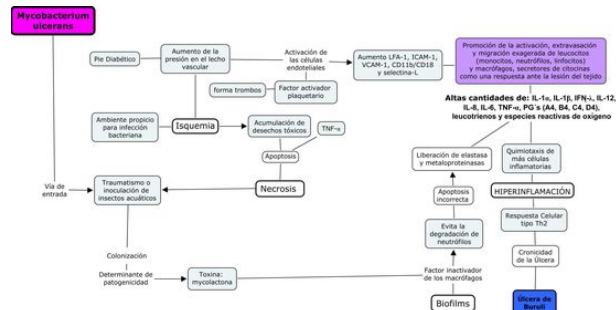 Mycobacterium
ulcerans
Pie Diabético
Aumento de la
presión en el lecho
vascular
Activación de
las células
endoteliales
forma trombos
Factor activador
plaquetario
Aumento LFA-1, ICAM-1,
VCAM-1, CD11b/CD18
y selectina-L
Promoción de la activación, extravasación
y migración exagerada de leucocitos
(monocitos, neutrófilos, linfocitos)
y macrófagos, secretores de citocinas
como una respuesta ante la lesión del tejido
Altas cantidades de: IL-1α, IL-1β, IFN-λ, IL-12,
IL-8, IL-6, TNF-α, PG´s (A4, B4, C4, D4),
leucotrienos y especies reactivas de oxígeno
Ambiente propicio
para infección
bacteriana
Isquemia
Acumulación de
desechos tóxicos
TNF-α
Apoptosis
Necrosis
Vía de
entrada
Traumatismo o
inoculación de
insectos acuáticos
Colonización
Determinante de
patogenicidad
Toxina:
mycolactona
Liberación de elastasa
y metaloproteinasas
Apoptosis
incorrecta
Evita la
degradación de
neutrófilos
Factor inactivador
de los macrófagos
Biofilms
Quimiotaxis de
más células
inflamatorias
HIPERINFLAMACIÓN
Respuesta Celular
tipo Th2
Cronicidad
de la Úlcera
Úlcera de
Buruli